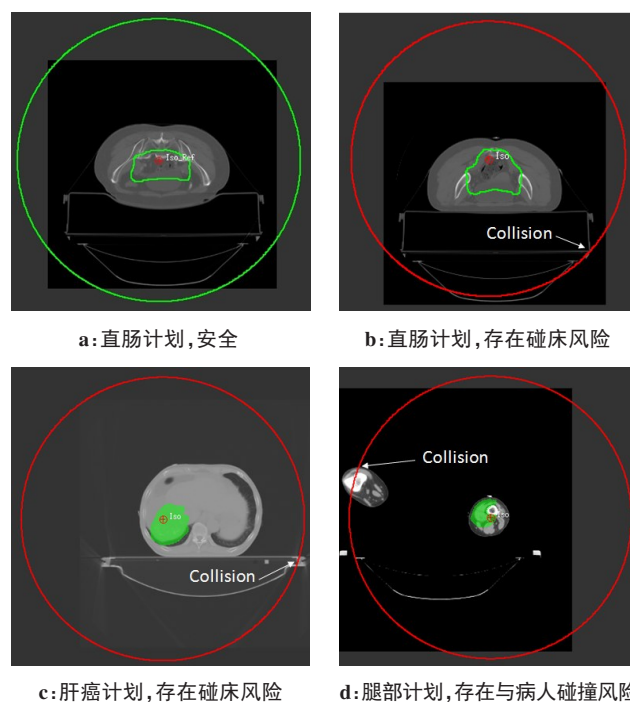 Iso_Ref
Iso
Collision
a:直肠计划,安全
b:直肠计划,存在碰床风险
Iso
Collision
Collision
Iso
c:肝癌计划,存在碰床风险
d:腿部计划,存在与病人碰撞风险